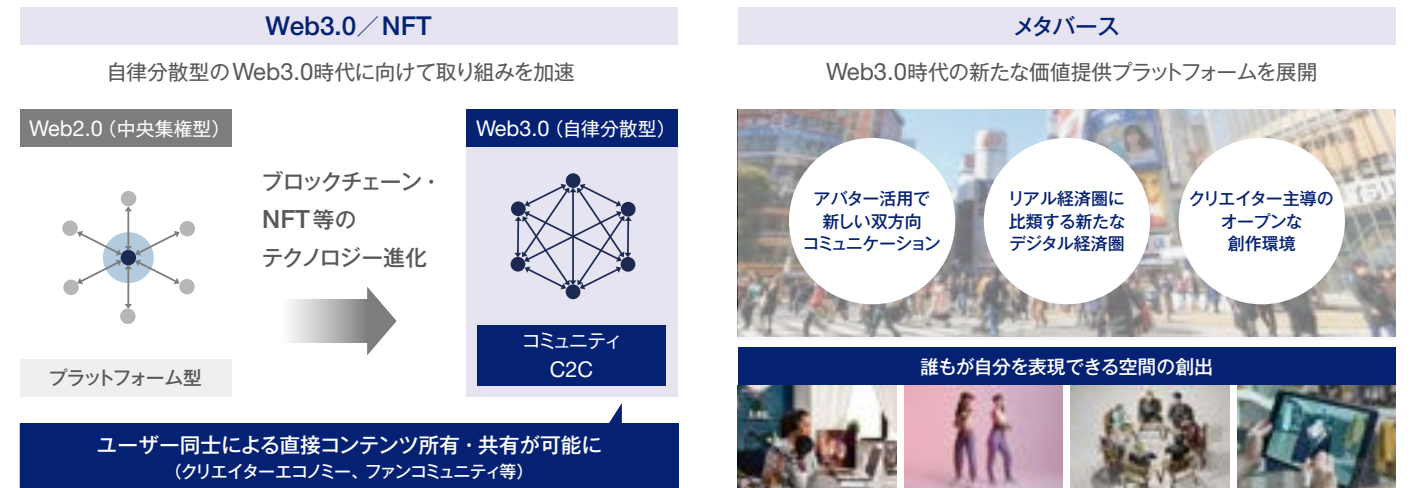 Web3.0／NFT
自律分散型のWeb3.0時代に向けて取り組みを加速
Web2.0（中央集権型）
ブロックチェーン・
NFT等の
テクノロジー進化
プラットフォーム型
Web3.0（自律分散型）
コミュニティ
C2C
ユーザー同士による直接コンテンツ所有・共有が可能に
（クリエイターエコノミー、ファンコミュニティ等）
メタバース
Web3.0時代の新たな価値提供プラットフォームを展開
アバター活用で
新しい双方向
コミュニケーション
リアル経済圏に
比類する新たな
デジタル経済圏
クリエイター主導の
オープンな
創作環境
誰もが自分を表現できる空間の創出